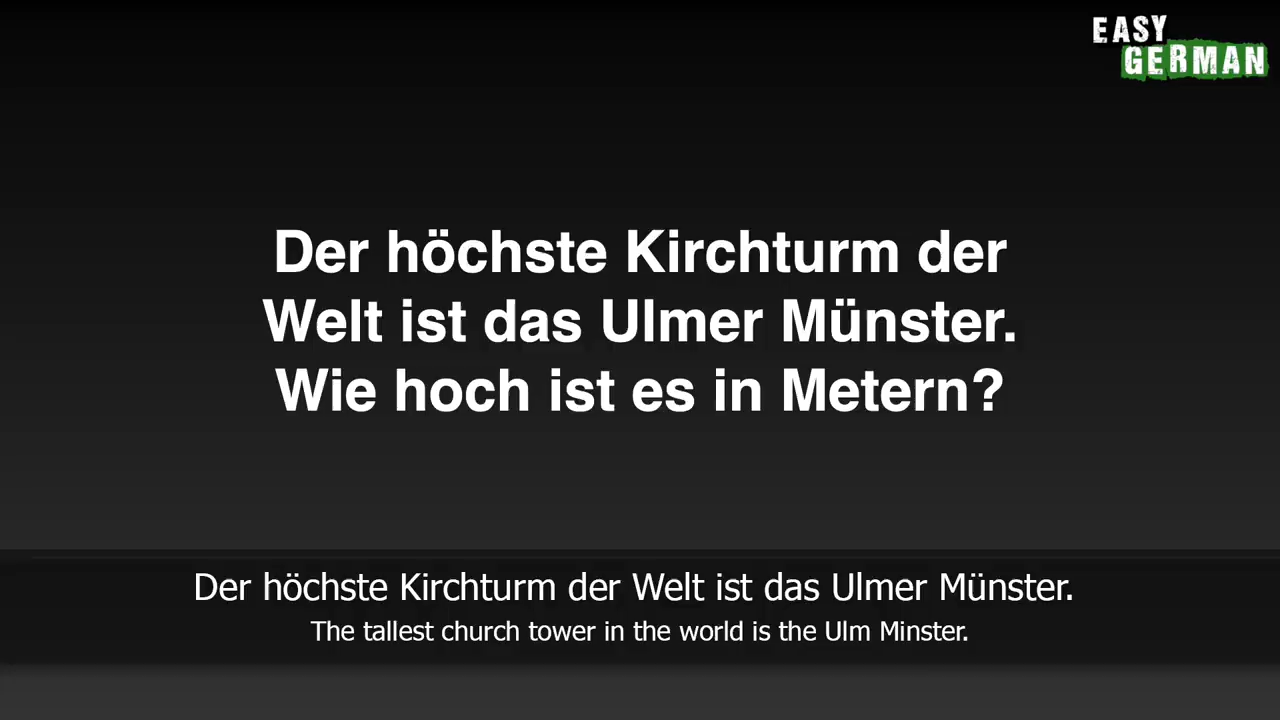 EASY
GERMAN
Der höchste Kirchturm der
Welt ist das Ulmer Münster.
Wie hoch ist es in Metern?
Der höchste Kirchturm der Welt ist das Ulmer Münster.
The tallest church tower in the world is the Ulm Minster.